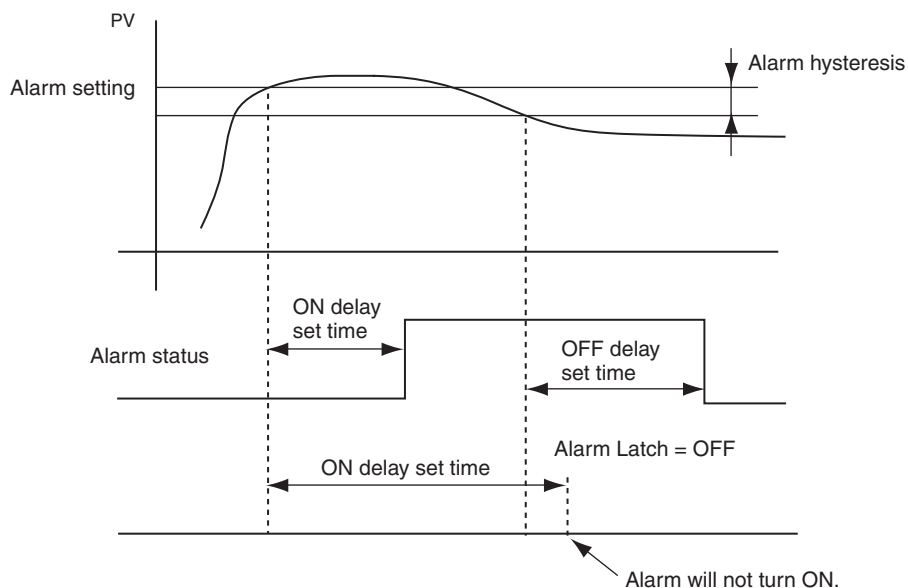 PV
Alarm hysteresis
Alarm setting
ON delay
set time
Alarm status
OFF delay
set time
Alarm Latch = OFF
ON delay set time
Alarm will not turn ON.